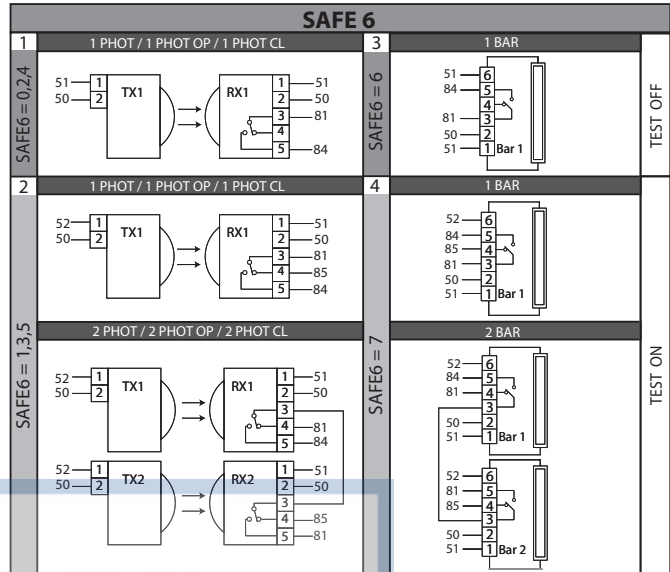 SAFE 6
1
1 PHOT / 1 PHOT OP / 1 PHOT CL
SAFE6 = 0,2,4
51 1
50 2
TX1
RX1
1 51
2 50
3 81
4
5 84
3
1 BAR
SAFE6 = 6
51 6
84 5
4
81 3
50 2
51 1 Bar 1
TEST OFF
2
1 PHOT / 1 PHOT OP / 1 PHOT CL
SAFE6 = 1,3,5
52 1
50 2
TX1
RX1
1 51
2 50
3 81
4 85
5 84
2 PHOT / 2 PHOT OP / 2 PHOT CL
52 1
50 2
TX1
RX1
1 51
2 50
3
4 81
5 84
52 1
50 2
TX2
RX2
1 51
2 50
3
4 85
5 81
4
1 BAR
SAFE6 = 7
52 6
84 5
85 4
81 3
50 2
51 1 Bar 1
2 BAR
52 6
84 5
81 4
3
50 2
51 1 Bar 1
52 6
81 5
85 4
3
50 2
51 1 Bar 2
TEST ON